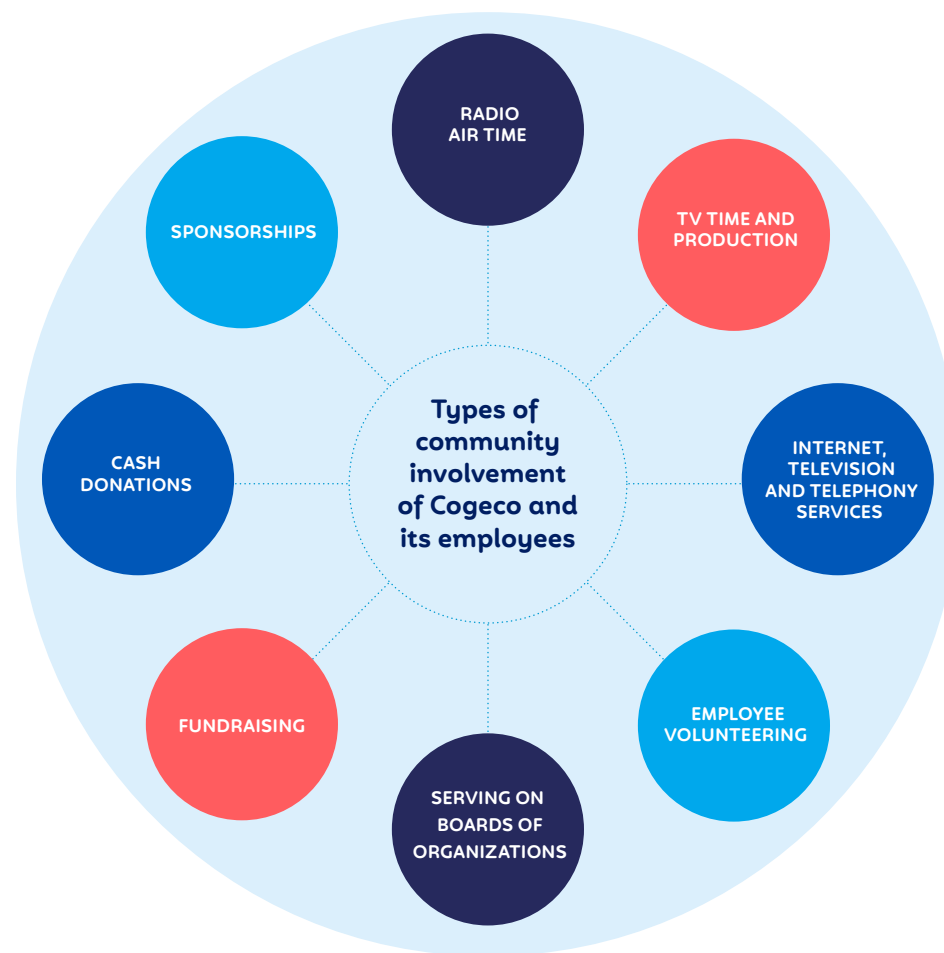 RADIO
AIR TIME
TV TIME AND
PRODUCTION
SPONSORSHIPS
Types of
community
involvement
of Cogeco and
its employees
INTERNET,
TELEVISION
AND TELEPHONY
SERVICES
CASH
DONATIONS
EMPLOYEE
VOLUNTEERING
FUNDRAISING
SERVING ON
BOARDS OF
ORGANIZATIONS